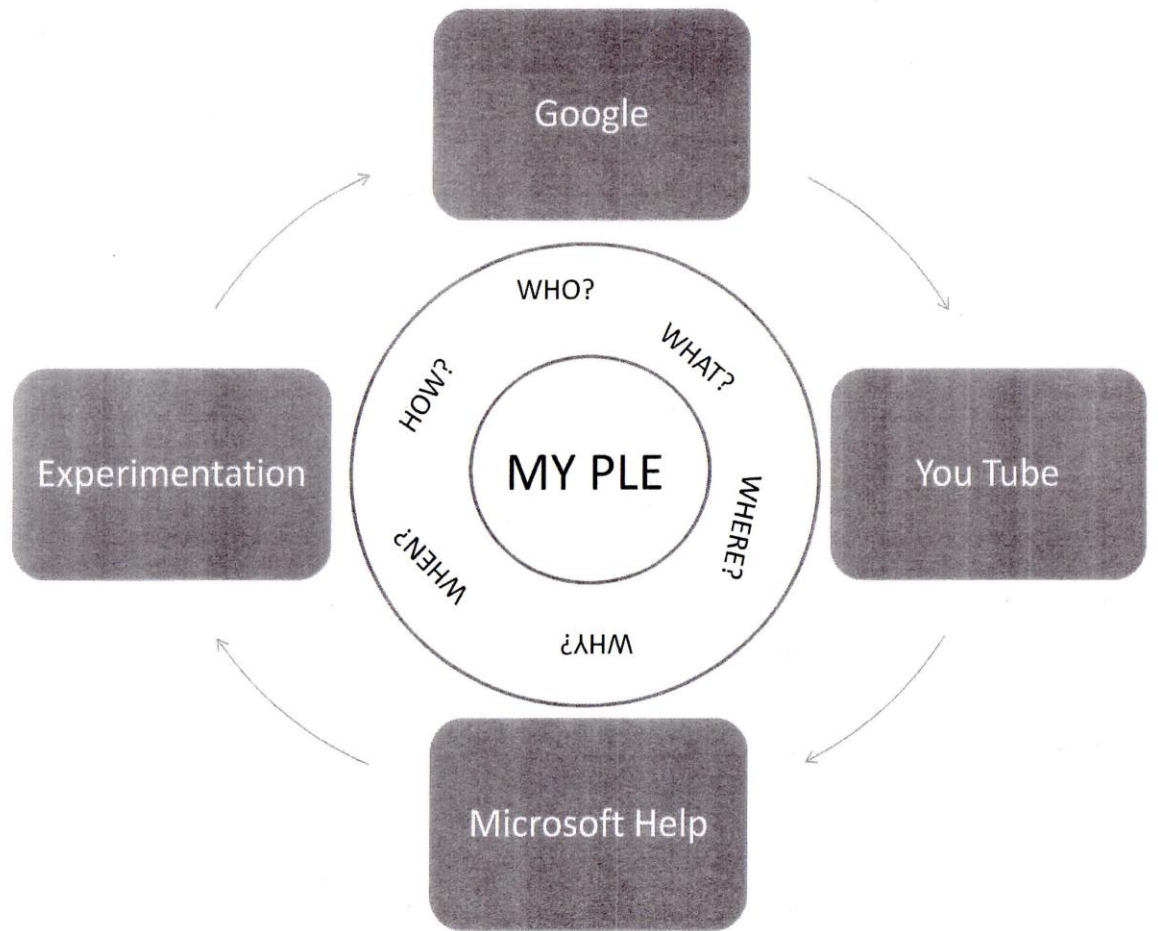 Google
WHO?
WHAT?
HOW?
Experimentation
MY PLE
You Tube
WHERE?
WHEN?
WHY?
Microsoft Help